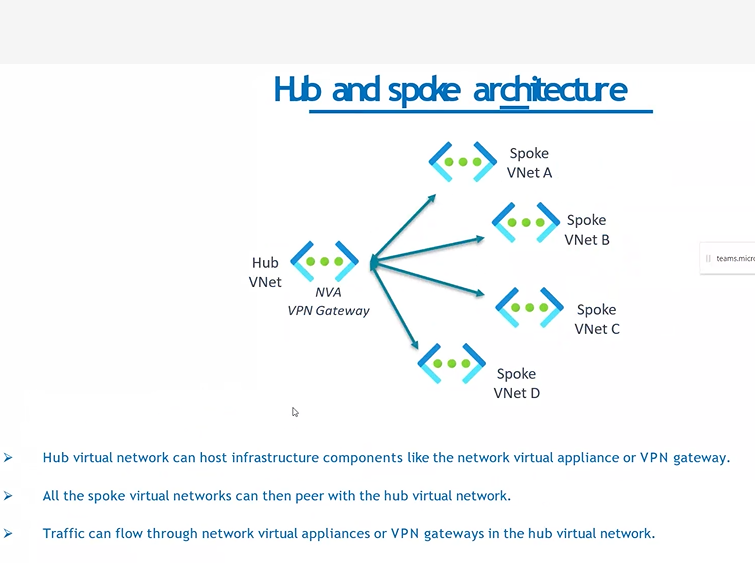 Hub and spoke architecture
Spoke
VNet A
Spoke
VNet B
Hub
VNet
NVA
VPN Gateway
Spoke
VNet C
Spoke
VNet D
teams.micro
Hub virtual network can host infrastructure components like the network virtual appliance or VPN gateway.
All the spoke virtual networks can then peer with the hub virtual network.
Traffic can flow through network virtual appliances or VPN gateways in the hub virtual network.